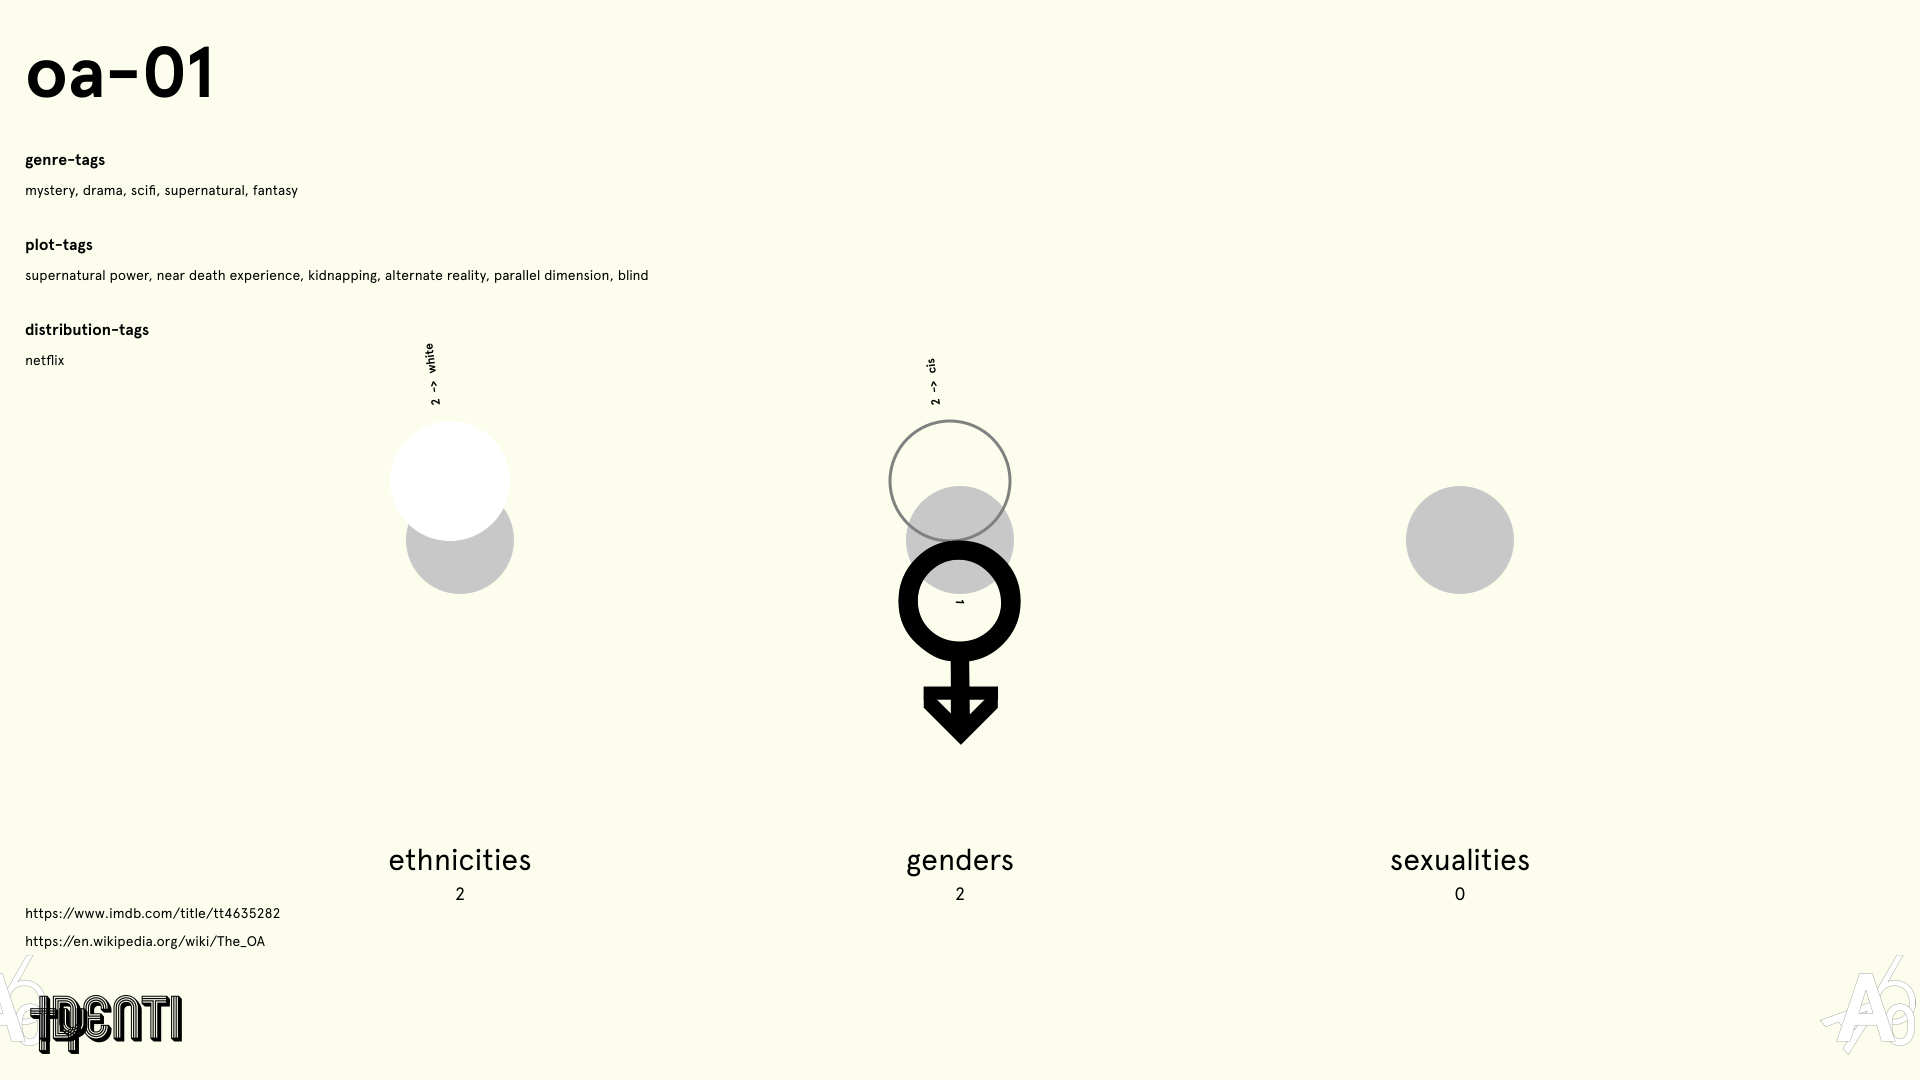 oa-01
genre-tags
mystery, drama, scifi, supernatural, fantasy
plot-tags
supernatural power, near death experience, kidnapping, alternate reality, parallel dimension, blind
distribution-tags
netflix
2 -> white
2 -> cis
1
ethnicities
2
genders
2
sexualities
0
https://www.imdb.com/title/tt4635282
https://en.wikipedia.org/wiki/The_OA
IDENTI